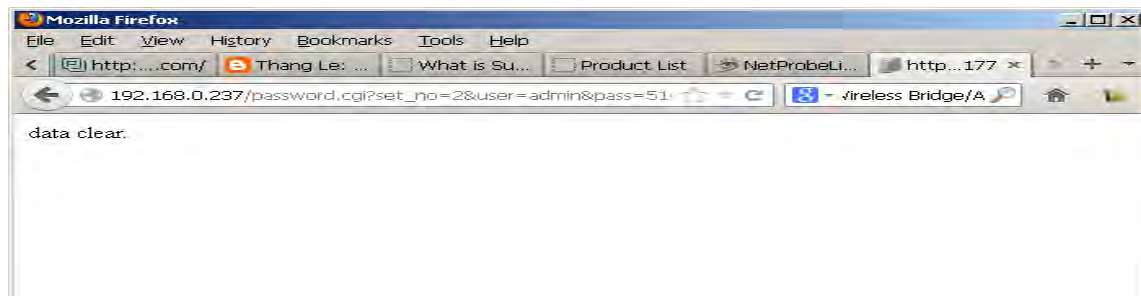 Mozilla Firefox
File Edit View History Bookmarks Tools Help
http:....com/ Thang Le: ... What is Su... Product List NetProbeLi... http...177
192.168.0.237/password.cgi?set_no=2&user=admin&pass=51 Wireless Bridge/A
data clear.